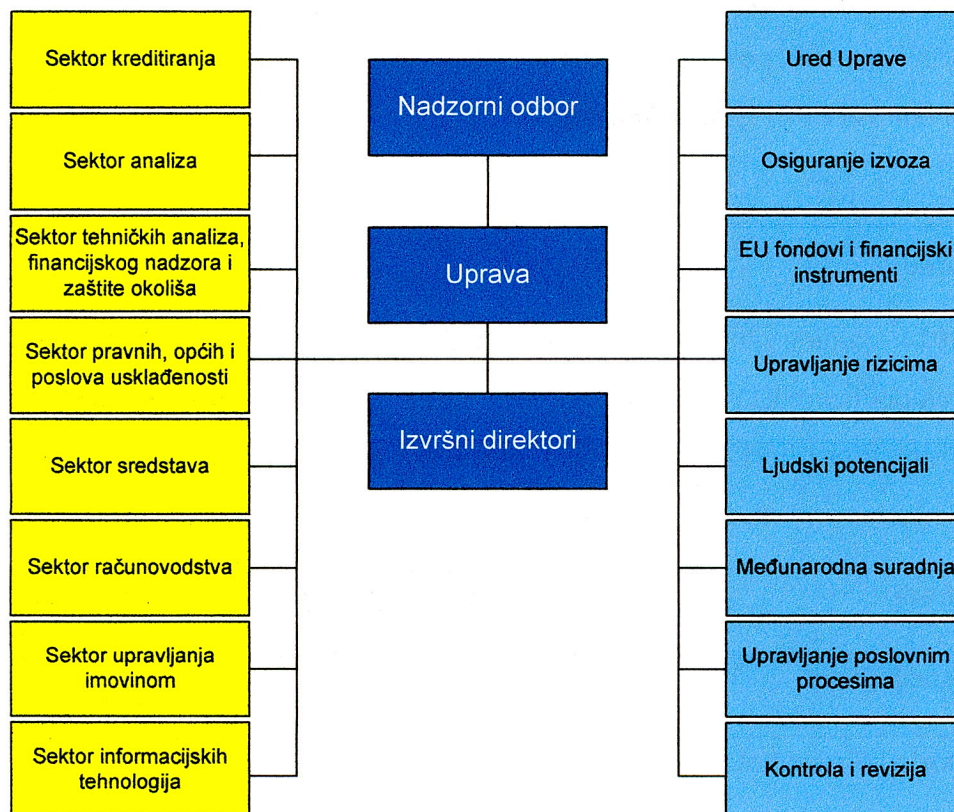 Sektor kreditiranja
Sektor analiza
Sektor tehničkih analiza,
financijskog nadzora i
zaštite okoliša
Sektor pravnih, općih i
poslova usklađenosti
Sektor sredstava
Sektor računovodstva
Sektor upravljanja
imovinom
Sektor informacijskih
tehnologija
Nadzorni odbor
Uprava
Izvršni direktori
Ured Uprave
Osiguranje izvoza
EU fondovi i financijski
instrumenti
Upravljanje rizicima
Ljudski potencijali
Međunarodna suradnja
Upravljanje poslovnim
procesima
Kontrola i revizija